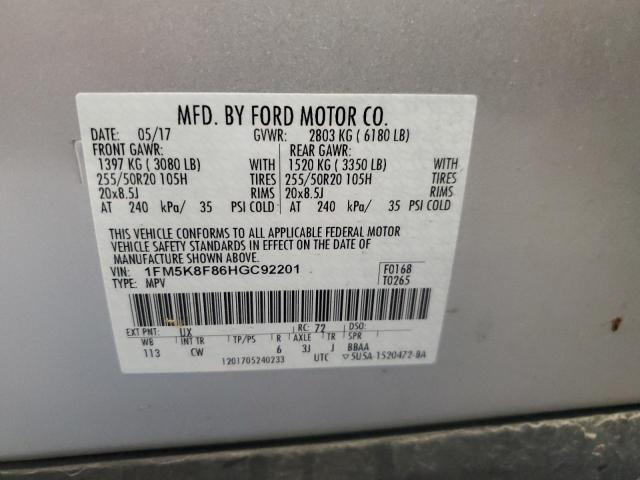 MFD. BY FORD MOTOR CO.
DATE: 05/17 GVWR: 2803 KG ( 6180 LB)
FRONT GAWR: REAR GAWR:
1397 KG ( 3080 LB) WITH 1520 KG ( 3350 LB) WITH
255/50R20 105H TIRES 255/50R20 105H TIRES
20x8.5J RIMS 20x8.5J RIMS
AT 240 kPa/ 35 PSI COLD AT 240 kPa/ 35 PSI COLD
THIS VEHICLE CONFORMS TO ALL APPLICABLE FEDERAL MOTOR
VEHICLE SAFETY STANDARDS IN EFFECT ON THE DATE OF
MANUFACTURE SHOWN ABOVE.
VIN: 1FM5K8F86HGC92201 F0168
TYPE: MPV T0265
EXT PNT: UX RC: 72 DSO:
WB INT TR TP/PS R AXLE TR SPR
113 CW 6 3J J BBAA
1201705240233 UTC ▽5U5A-1520472-BA